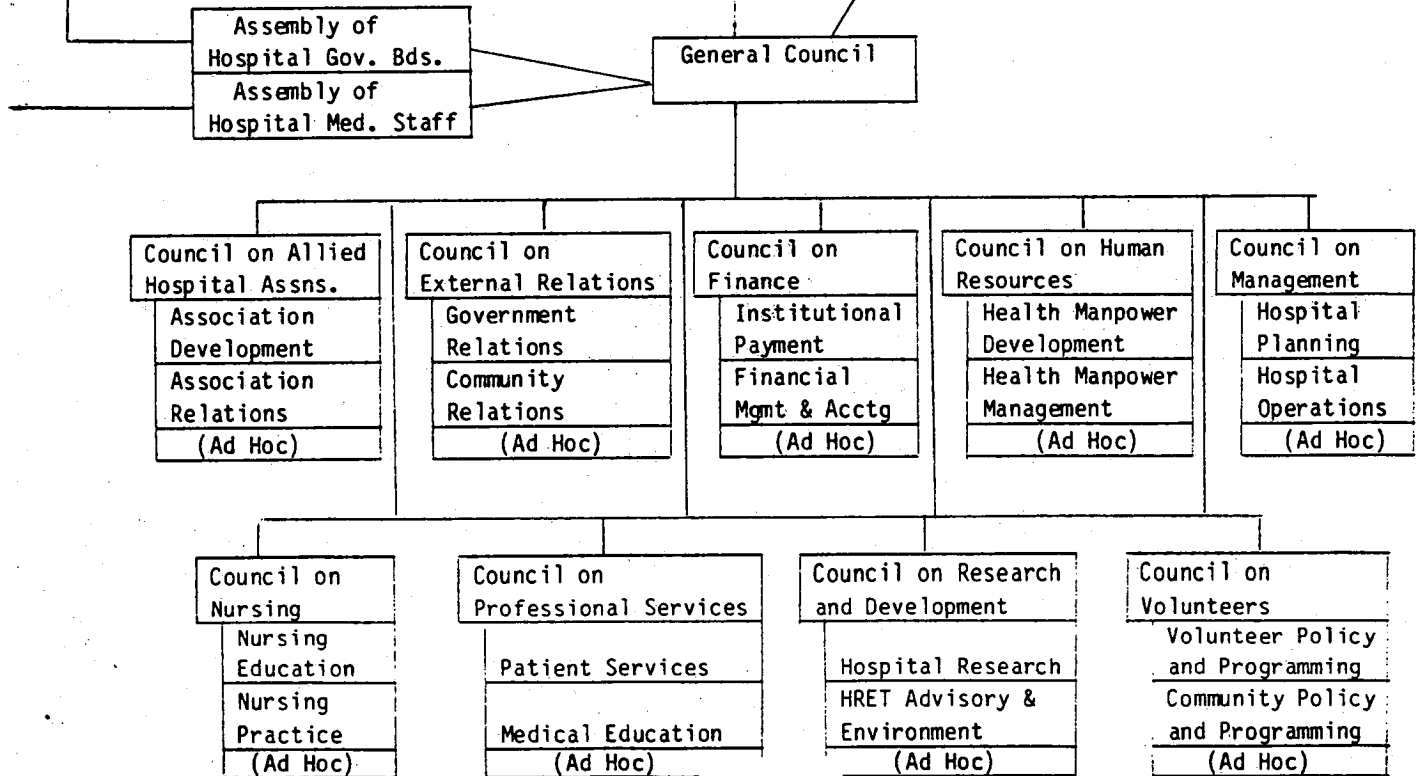 Assembly of
Hospital Gov. Bds.
Assembly of
Hospital Med. Staff
General Council
Council on Allied
Hospital Assns.
Association
Development
Association
Relations
(Ad Hoc)
Council on
External Relations
Government
Relations
Community
Relations
(Ad Hoc)
Council on
Finance
Institutional
Payment
Financial
Mgmt & Acctg
(Ad Hoc)
Council on Human
Resources
Health Manpower
Development
Health Manpower
Management
(Ad Hoc)
Council on
Management
Hospital
Planning
Hospital
Operations
(Ad Hoc)
Council on
Nursing
Nursing
Education
Nursing
Practice
(Ad Hoc)
Council on
Professional Services
Patient Services
Medical Education
(Ad Hoc)
Council on Research
and Development
Hospital Research
HRET Advisory &
Environment
(Ad Hoc)
Council on
Volunteers
Volunteer Policy
and Programming
Community Policy
and Programming
(Ad Hoc)